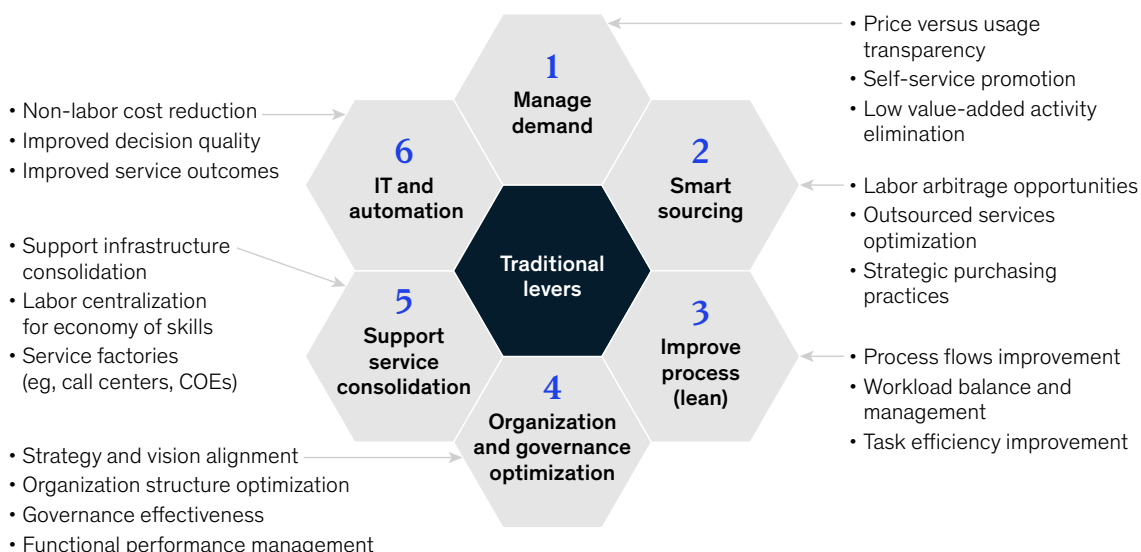 1
Manage
demand
• Price versus usage
transparency
• Self-service promotion
• Low value-added activity
elimination
2
Smart
sourcing
• Labor arbitrage opportunities
• Outsourced services
optimization
• Strategic purchasing
practices
3
Improve
process
(lean)
• Process flows improvement
• Workload balance and
management
• Task efficiency improvement
4
Organization
and governance
optimization
• Strategy and vision alignment
• Organization structure optimization
• Governance effectiveness
• Functional performance management
5
Support
service
consolidation
• Support infrastructure
consolidation
• Labor centralization
for economy of skills
• Service factories
(eg, call centers, COEs)
6
IT and
automation
• Non-labor cost reduction
• Improved decision quality
• Improved service outcomes
Traditional
levers